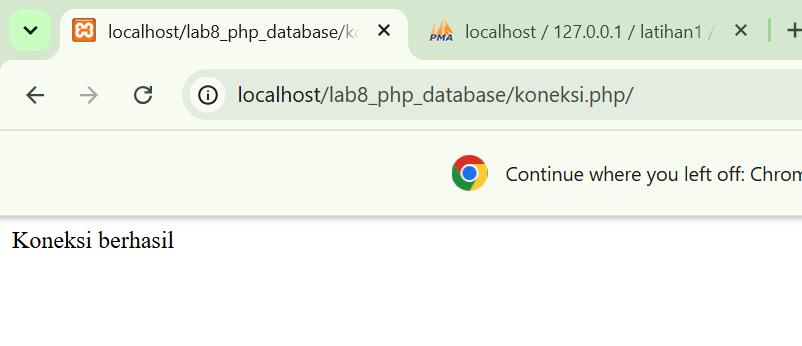 localhost/lab8_php_database/k
localhost / 127.0.0.1 / latihan1 /
localhost/lab8_php_database/koneksi.php/
Continue where you left off: Chrom
Koneksi berhasil